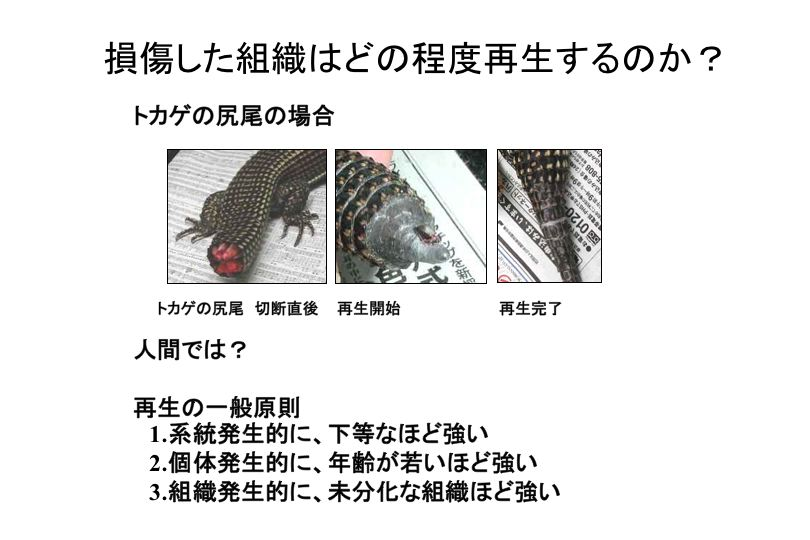 損傷した組織はどの程度再生するのか？
トカゲの尻尾の場合
トカゲの尻尾 切断直後 再生開始 再生完了
人間では？
再生の一般原則
1.系統発生的に、下等なほど強い
2.個体発生的に、年齢が若いほど強い
3.組織発生的に、未分化な組織ほど強い